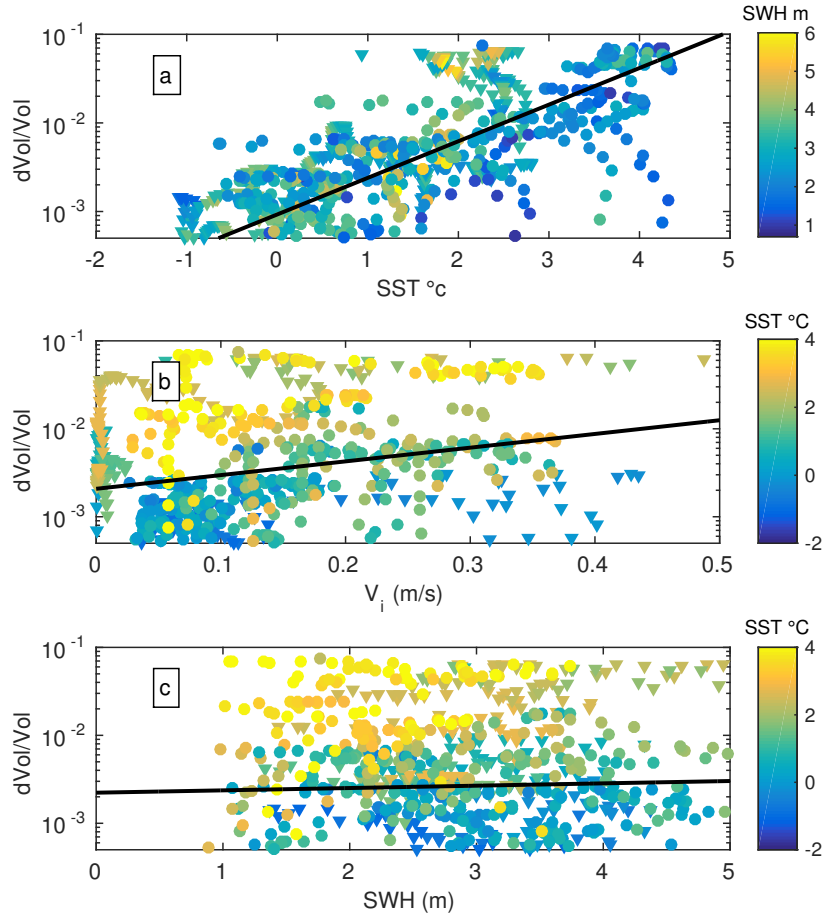 SWH m
10^-1
10^-2
10^-3
dVol/Vol
a
-2 -1 0 1 2 3 4 5
SST °c
6
5
4
3
2
1
SST °C
10^-1
10^-2
10^-3
dVol/Vol
b
0 0.1 0.2 0.3 0.4 0.5
V_i (m/s)
4
2
0
-2
SST °C
10^-1
10^-2
10^-3
dVol/Vol
c
0 1 2 3 4 5
SWH (m)
4
2
0
-2